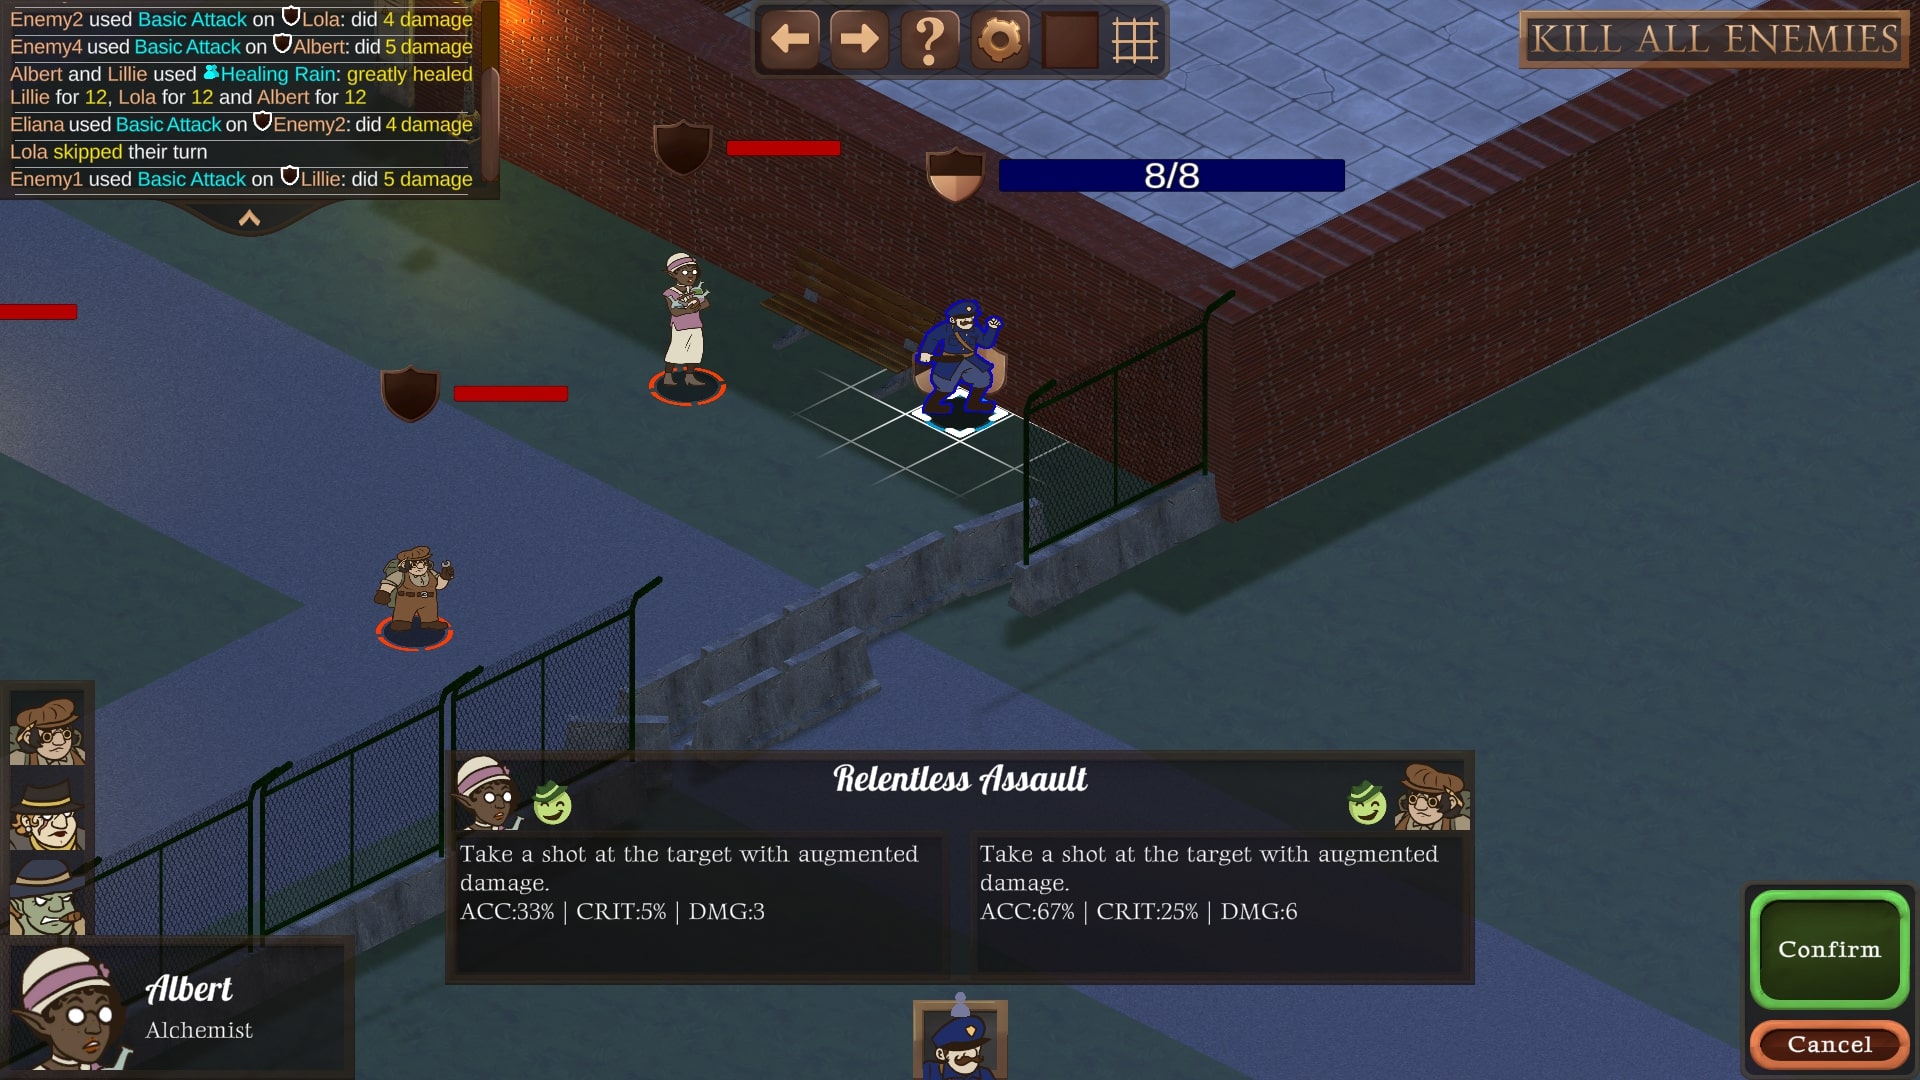 Enemy2 used Basic Attack on Lola: did 4 damage
Enemy4 used Basic Attack on Albert: did 5 damage
Albert and Lillie used Healing Rain: greatly healed
Lillie for 12, Lola for 12 and Albert for 12
Eliana used Basic Attack on Enemy2: did 4 damage
Lola skipped their turn
Enemy1 used Basic Attack on Lillie: did 5 damage
?
KILL ALL ENEMIES
8/8
Relentless Assault
Take a shot at the target with augmented
damage.
ACC:33% | CRIT:5% | DMG:3
Take a shot at the target with augmented
damage.
ACC:67% | CRIT:25% | DMG:6
Albert
Alchemist
Confirm
Cancel